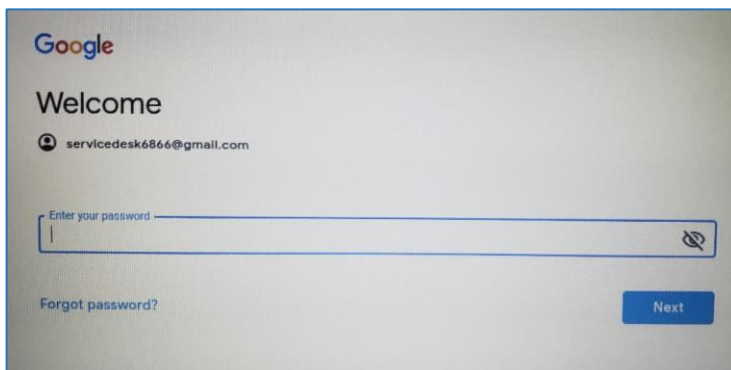 Google
Welcome
servicedesk6866@gmail.com
Enter your password
Forgot password?
Next